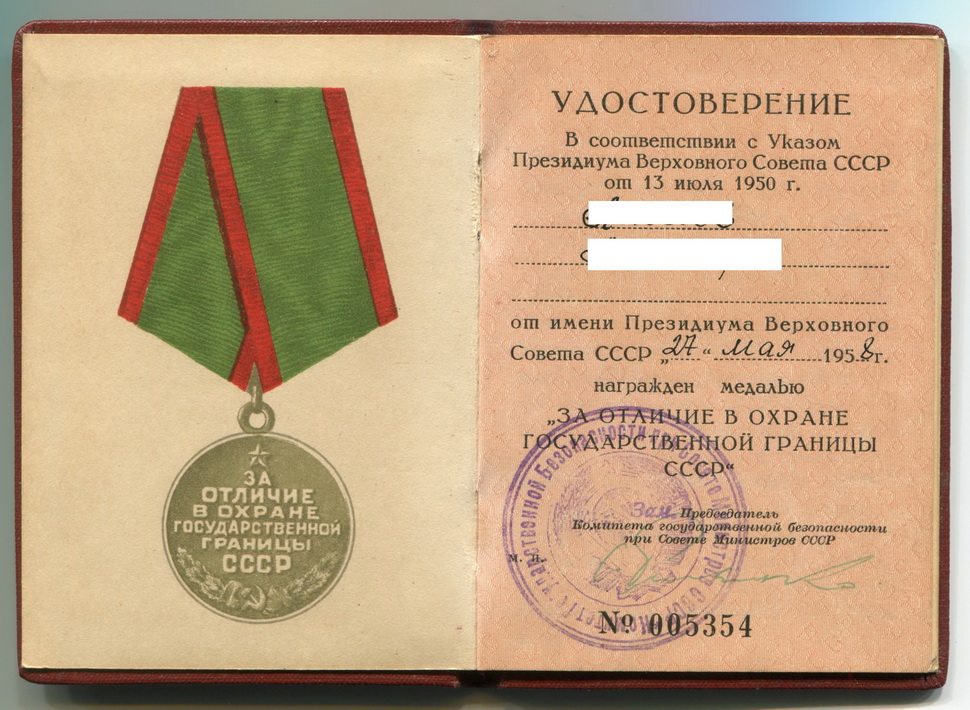 ЗА
ОТЛИЧИЕ
В ОХРАНЕ
ГОСУДАРСТВЕННОЙ
ГРАНИЦЫ
СССР
УДОСТОВЕРЕНИЕ
В соответствии с Указом
Президиума Верховного Совета СССР
от 13 июля 1950 г.
от имени Президиума Верховного
Совета СССР „27“ мая 1958 г.
награжден медалью
„ЗА ОТЛИЧИЕ В ОХРАНЕ
ГОСУДАРСТВЕННОЙ ГРАНИЦЫ
СССР“
Зам. Председатель
Комитета государственной безопасности
при Совете Министров СССР
м. п.
№ 005354